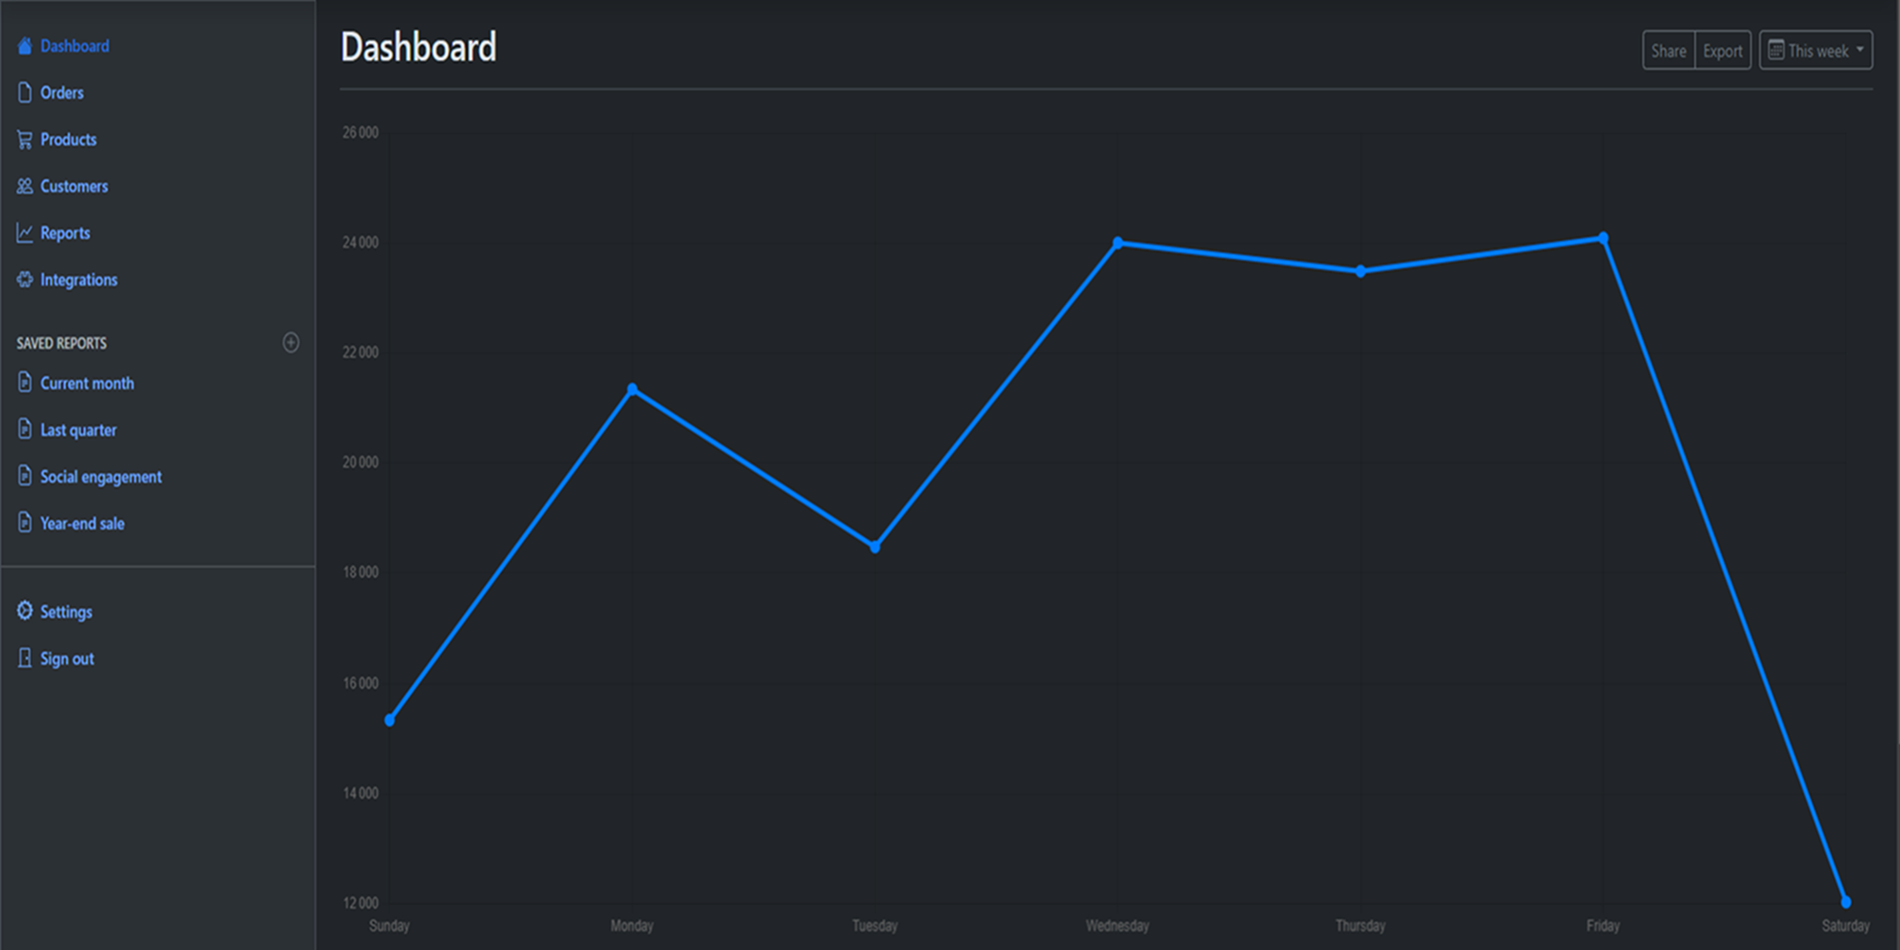 Dashboard
Orders
Products
Customers
Reports
Integrations
SAVED REPORTS
Current month
Last quarter
Social engagement
Year-end sale
Settings
Sign out
Dashboard
Share Export This week
26 000
24 000
22 000
20 000
18 000
16 000
14 000
12 000
Sunday Monday Tuesday Wednesday Thursday Friday Saturday